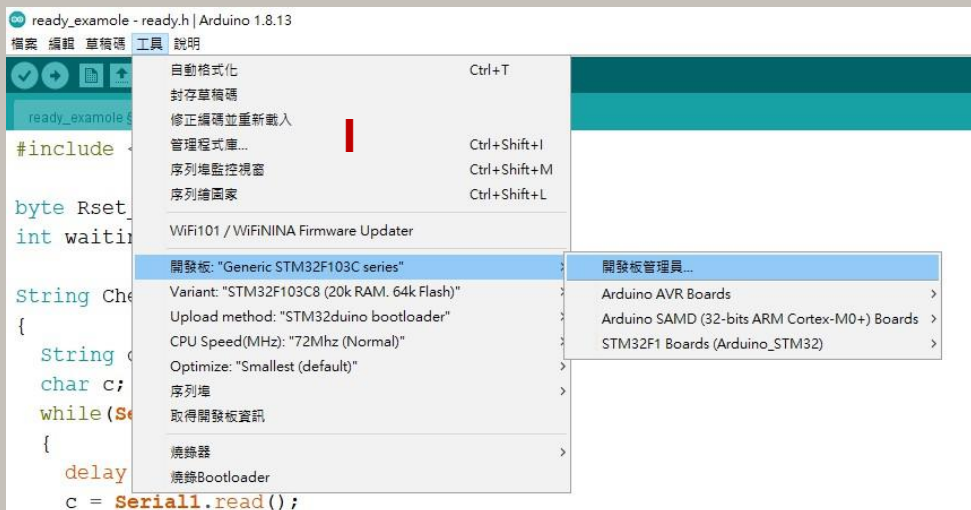 ready_examole - ready.h | Arduino 1.8.13
檔案 編輯 草稿碼 工具 說明
ready_examole §
自動格式化 Ctrl+T
封存草稿碼
修正編碼並重新載入
管理程式庫... Ctrl+Shift+I
序列埠監控視窗 Ctrl+Shift+M
序列繪圖家 Ctrl+Shift+L
WiFi101 / WiFiNINA Firmware Updater
開發板: "Generic STM32F103C series"
Variant: "STM32F103C8 (20k RAM. 64k Flash)"
Upload method: "STM32duino bootloader"
CPU Speed(MHz): "72Mhz (Normal)"
Optimize: "Smallest (default)"
序列埠
取得開發板資訊
燒錄器
燒錄Bootloader
開發板管理員...
Arduino AVR Boards
Arduino SAMD (32-bits ARM Cortex-M0+) Boards
STM32F1 Boards (Arduino_STM32)
#include <
byte Rset_
int waitin
String Che
{
String c
char c;
while(Se
{
delay
c = Serial1.read();